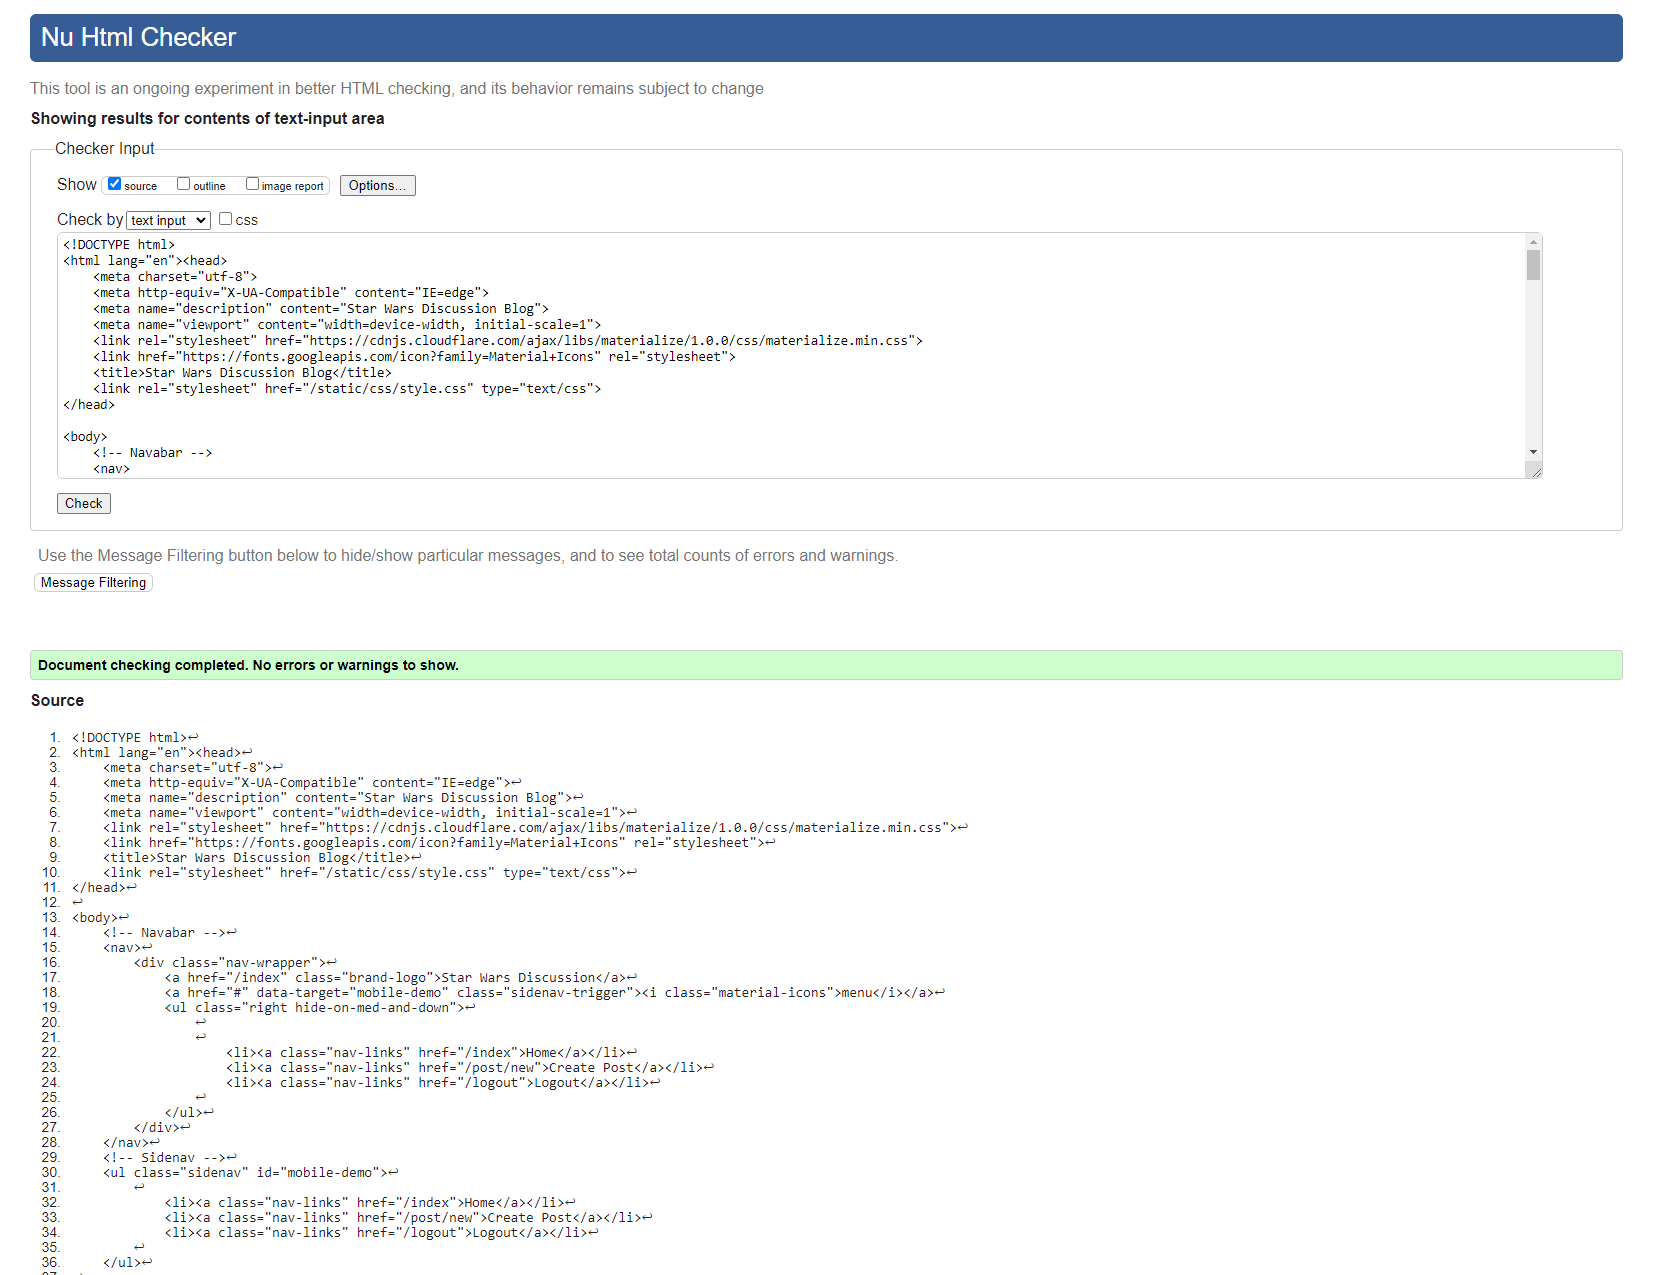 Nu Html Checker
This tool is an ongoing experiment in better HTML checking, and its behavior remains subject to change
Showing results for contents of text-input area
Checker Input
Show source outline image report Options...
Check by text input css
<!DOCTYPE html>
<html lang="en"><head>
    <meta charset="utf-8">
    <meta http-equiv="X-UA-Compatible" content="IE=edge">
    <meta name="description" content="Star Wars Discussion Blog">
    <meta name="viewport" content="width=device-width, initial-scale=1">
    <link rel="stylesheet" href="https://cdnjs.cloudflare.com/ajax/libs/materialize/1.0.0/css/materialize.min.css">
    <link href="https://fonts.googleapis.com/icon?family=Material+Icons" rel="stylesheet">
    <title>Star Wars Discussion Blog</title>
    <link rel="stylesheet" href="/static/css/style.css" type="text/css">
</head>
<body>
    <!-- Navabar -->
    <nav>
Check
Use the Message Filtering button below to hide/show particular messages, and to see total counts of errors and warnings.
Message Filtering
Document checking completed. No errors or warnings to show.
Source
1. <!DOCTYPE html>↩
2. <html lang="en"><head>↩
3.     <meta charset="utf-8">↩
4.     <meta http-equiv="X-UA-Compatible" content="IE=edge">↩
5.     <meta name="description" content="Star Wars Discussion Blog">↩
6.     <meta name="viewport" content="width=device-width, initial-scale=1">↩
7.     <link rel="stylesheet" href="https://cdnjs.cloudflare.com/ajax/libs/materialize/1.0.0/css/materialize.min.css">↩
8.     <link href="https://fonts.googleapis.com/icon?family=Material+Icons" rel="stylesheet">↩
9.     <title>Star Wars Discussion Blog</title>↩
10.     <link rel="stylesheet" href="/static/css/style.css" type="text/css">↩
11. </head>↩
12. ↩
13. <body>↩
14.     <!-- Navabar -->↩
15.     <nav>↩
16.         <div class="nav-wrapper">↩
17.             <a href="/index" class="brand-logo">Star Wars Discussion</a>↩
18.             <a href="#" data-target="mobile-demo" class="sidenav-trigger"><i class="material-icons">menu</i></a>↩
19.             <ul class="right hide-on-med-and-down">↩
20.                 ↩
21.                 ↩
22.                     <li><a class="nav-links" href="/index">Home</a></li>↩
23.                     <li><a class="nav-links" href="/post/new">Create Post</a></li>↩
24.                     <li><a class="nav-links" href="/logout">Logout</a></li>↩
25.                 ↩
26.             </ul>↩
27.         </div>↩
28.     </nav>↩
29.     <!-- Sidenav -->↩
30.     <ul class="sidenav" id="mobile-demo">↩
31.         ↩
32.             <li><a class="nav-links" href="/index">Home</a></li>↩
33.             <li><a class="nav-links" href="/post/new">Create Post</a></li>↩
34.             <li><a class="nav-links" href="/logout">Logout</a></li>↩
35.         ↩
36.     </ul>↩